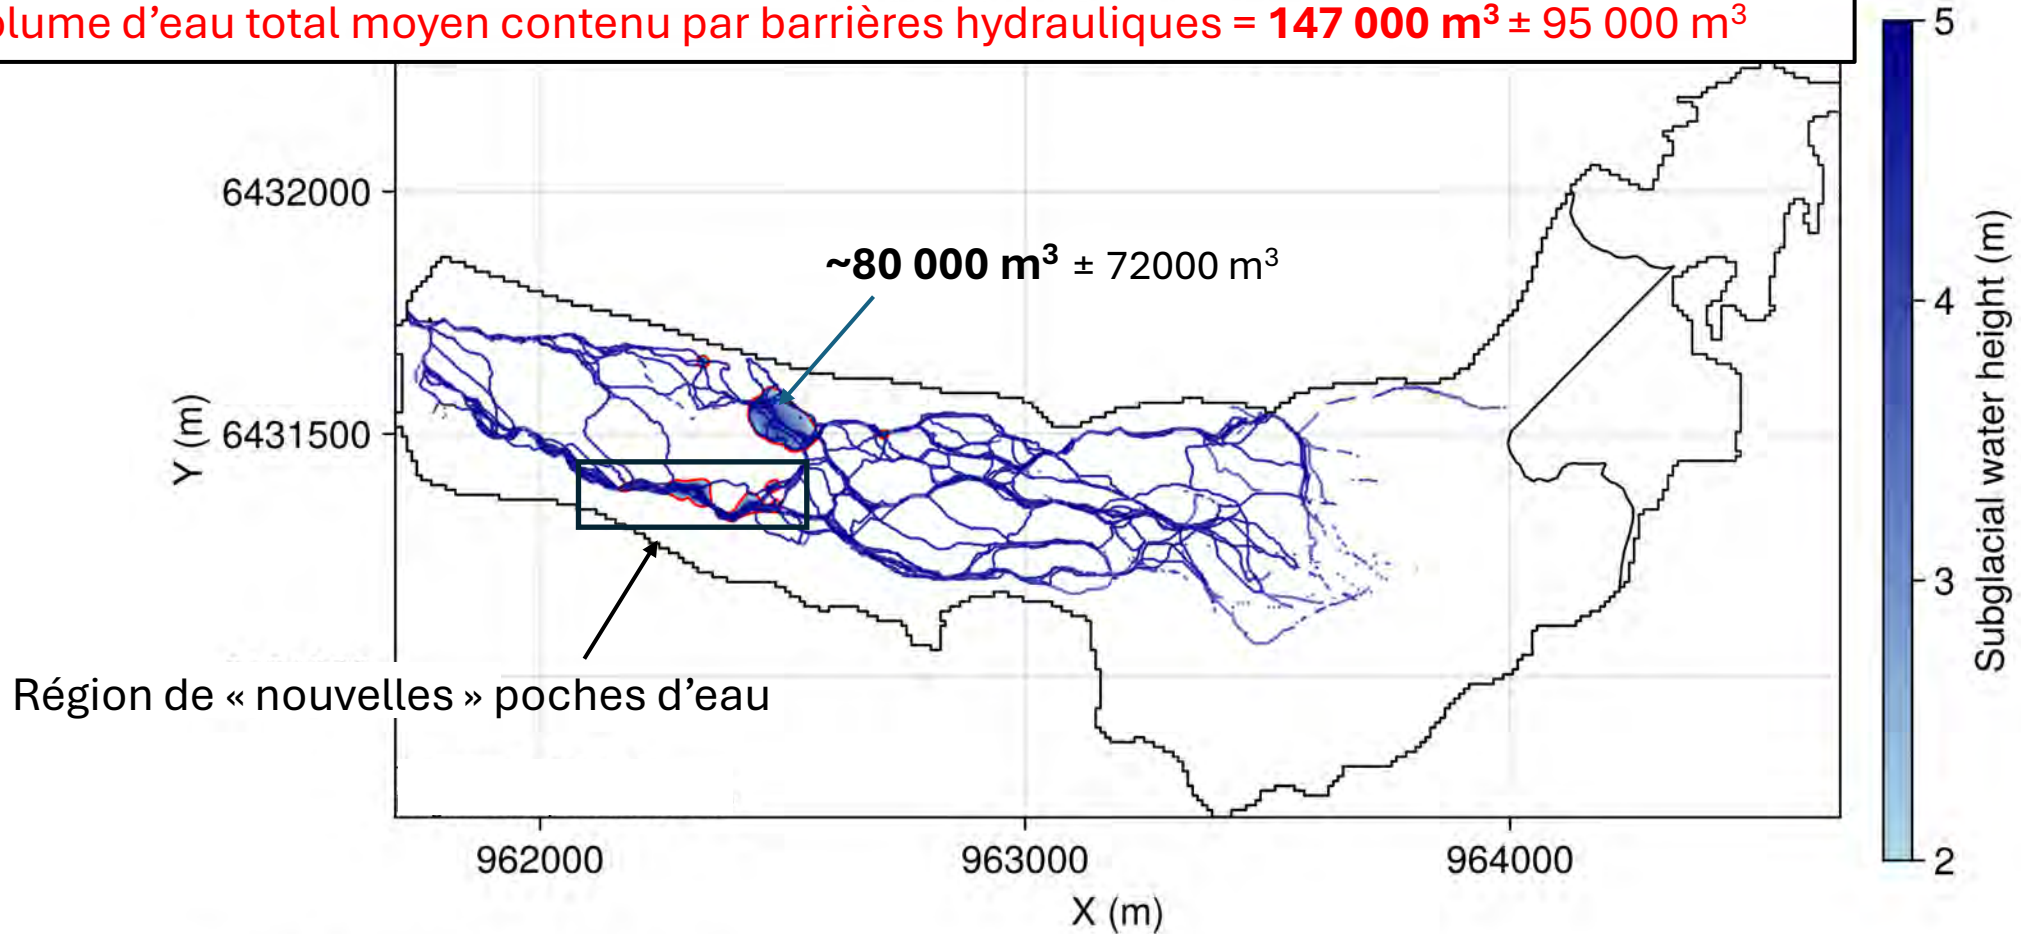 lume d'eau total moyen contenu par barrières hydrauliques = 147 000 m³ ± 95 000 m³
5
6432000
~80 000 m³ ± 72000 m³
4
Y (m)
6431500
Subglacial water height (m)
3
Région de « nouvelles » poches d'eau
962000
963000
964000
2
X (m)